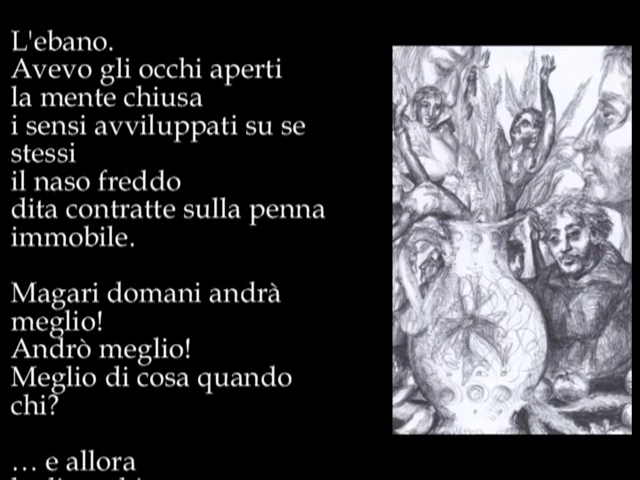 L'ebano.
Avevo gli occhi aperti
la mente chiusa
i sensi avviluppati su se
stessi
il naso freddo
dita contratte sulla penna
immobile.
Magari domani andrà
meglio!
Andrò meglio!
Meglio di cosa quando
chi?
… e allora